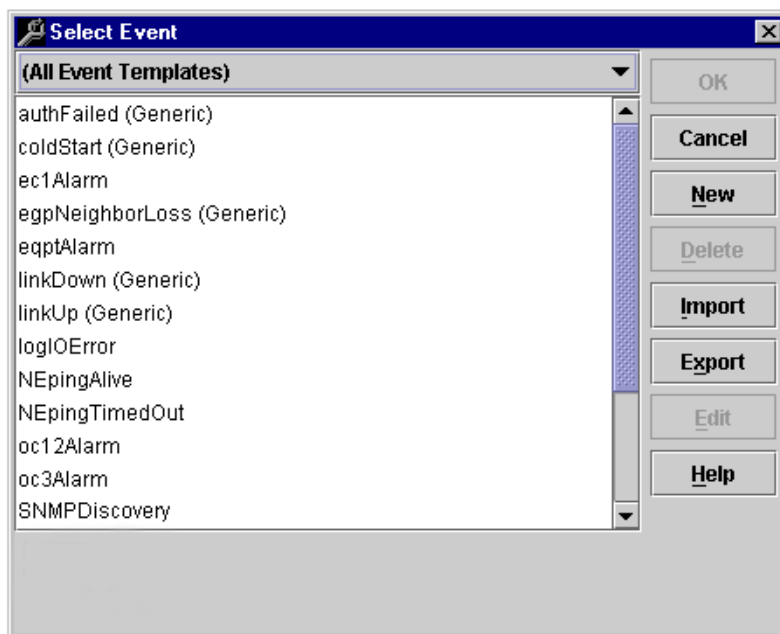 Select Event
(All Event Templates)
authFailed (Generic)
coldStart (Generic)
ec1Alarm
egpNeighborLoss (Generic)
eqptAlarm
linkDown (Generic)
linkUp (Generic)
logIOError
NEpingAlive
NEpingTimedOut
oc12Alarm
oc3Alarm
SNMPDiscovery
OK
Cancel
New
Delete
Import
Export
Edit
Help